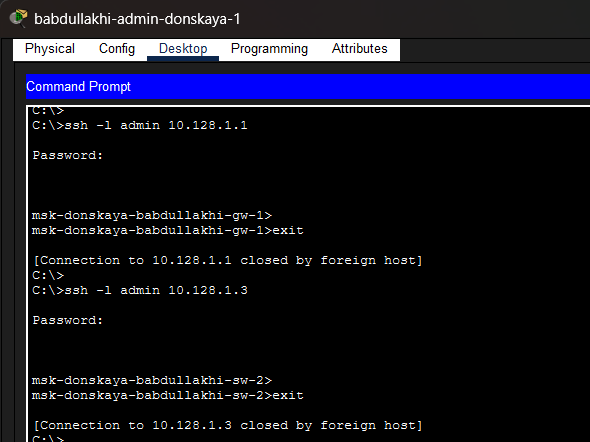 babdullakhi-admin-donskaya-1
Physical Config Desktop Programming Attributes
Command Prompt
C:\>
C:\>ssh -l admin 10.128.1.1
Password:
msk-donskaya-babdullakhi-gw-1>
msk-donskaya-babdullakhi-gw-1>exit
[Connection to 10.128.1.1 closed by foreign host]
C:\>
C:\>ssh -l admin 10.128.1.3
Password:
msk-donskaya-babdullakhi-sw-2>
msk-donskaya-babdullakhi-sw-2>exit
[Connection to 10.128.1.3 closed by foreign host]
C:\>